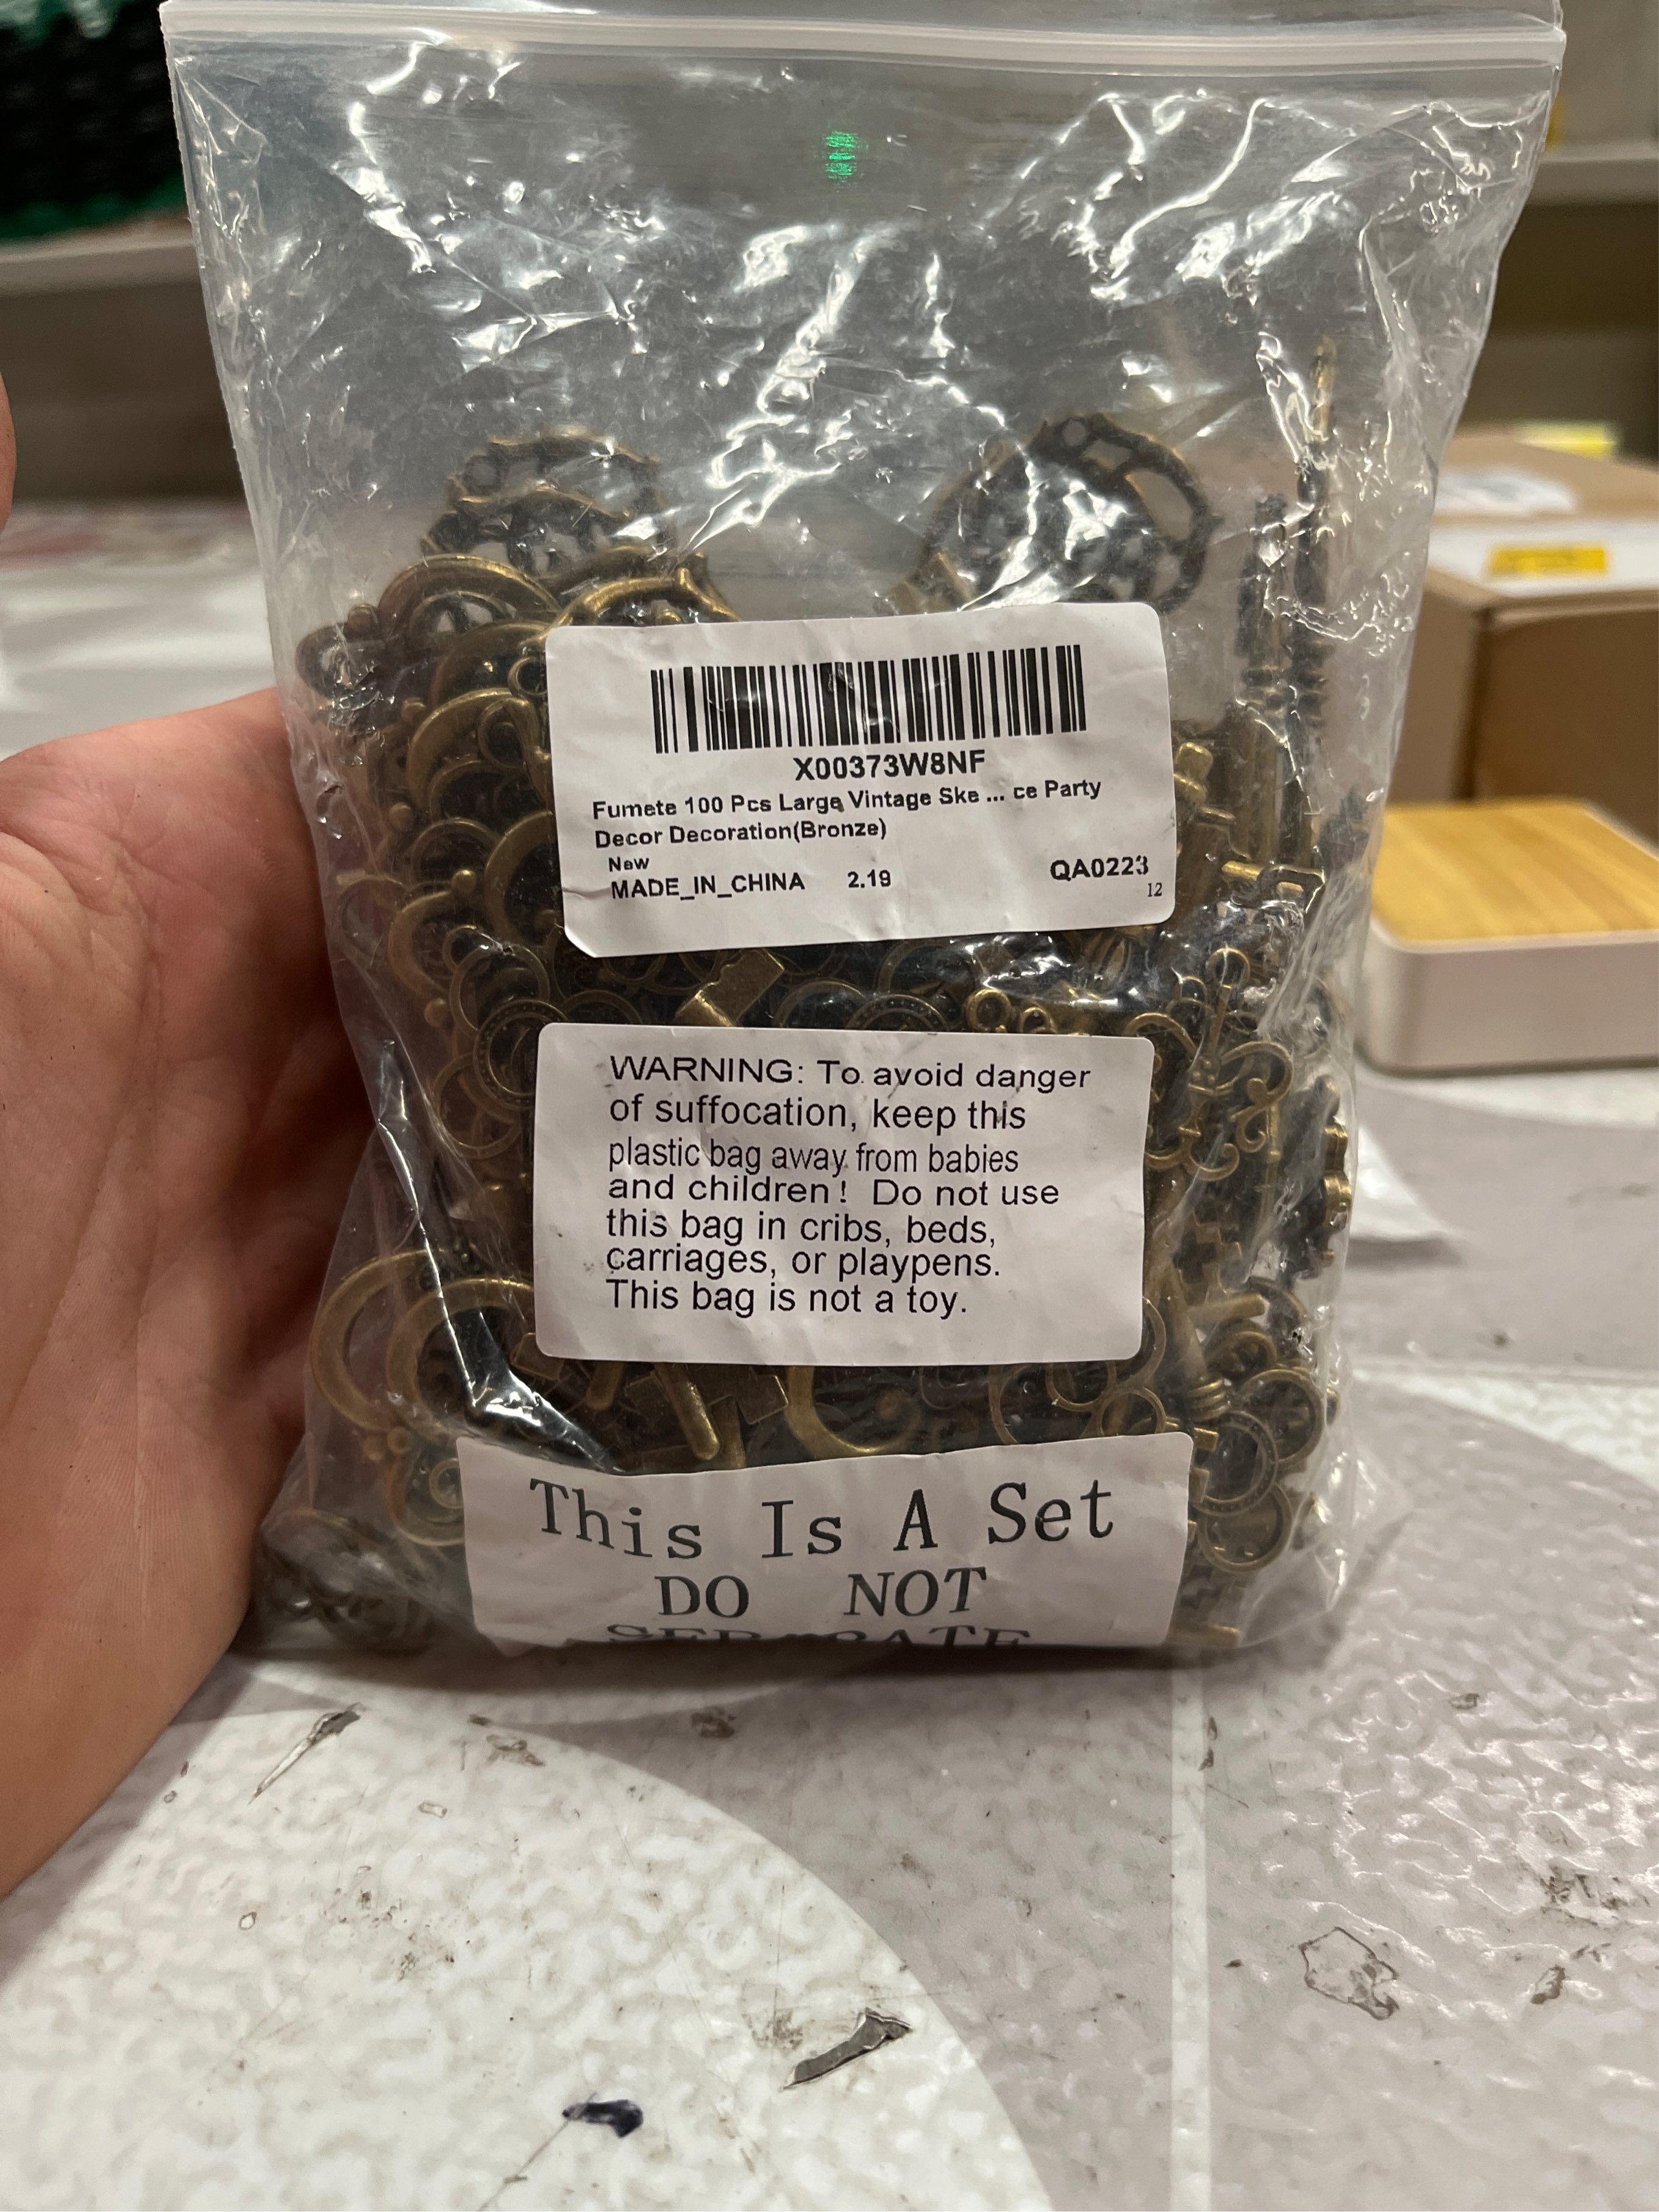 X00373W8NF
Fumete 100 Pcs Large Vintage Ske ... ce Party
Decor Decoration(Bronze)
New
MADE_IN_CHINA 2.19 QA0223
12
WARNING: To avoid danger
of suffocation, keep this
plastic bag away from babies
and children! Do not use
this bag in cribs, beds,
carriages, or playpens.
This bag is not a toy.
This Is A Set
DO NOT